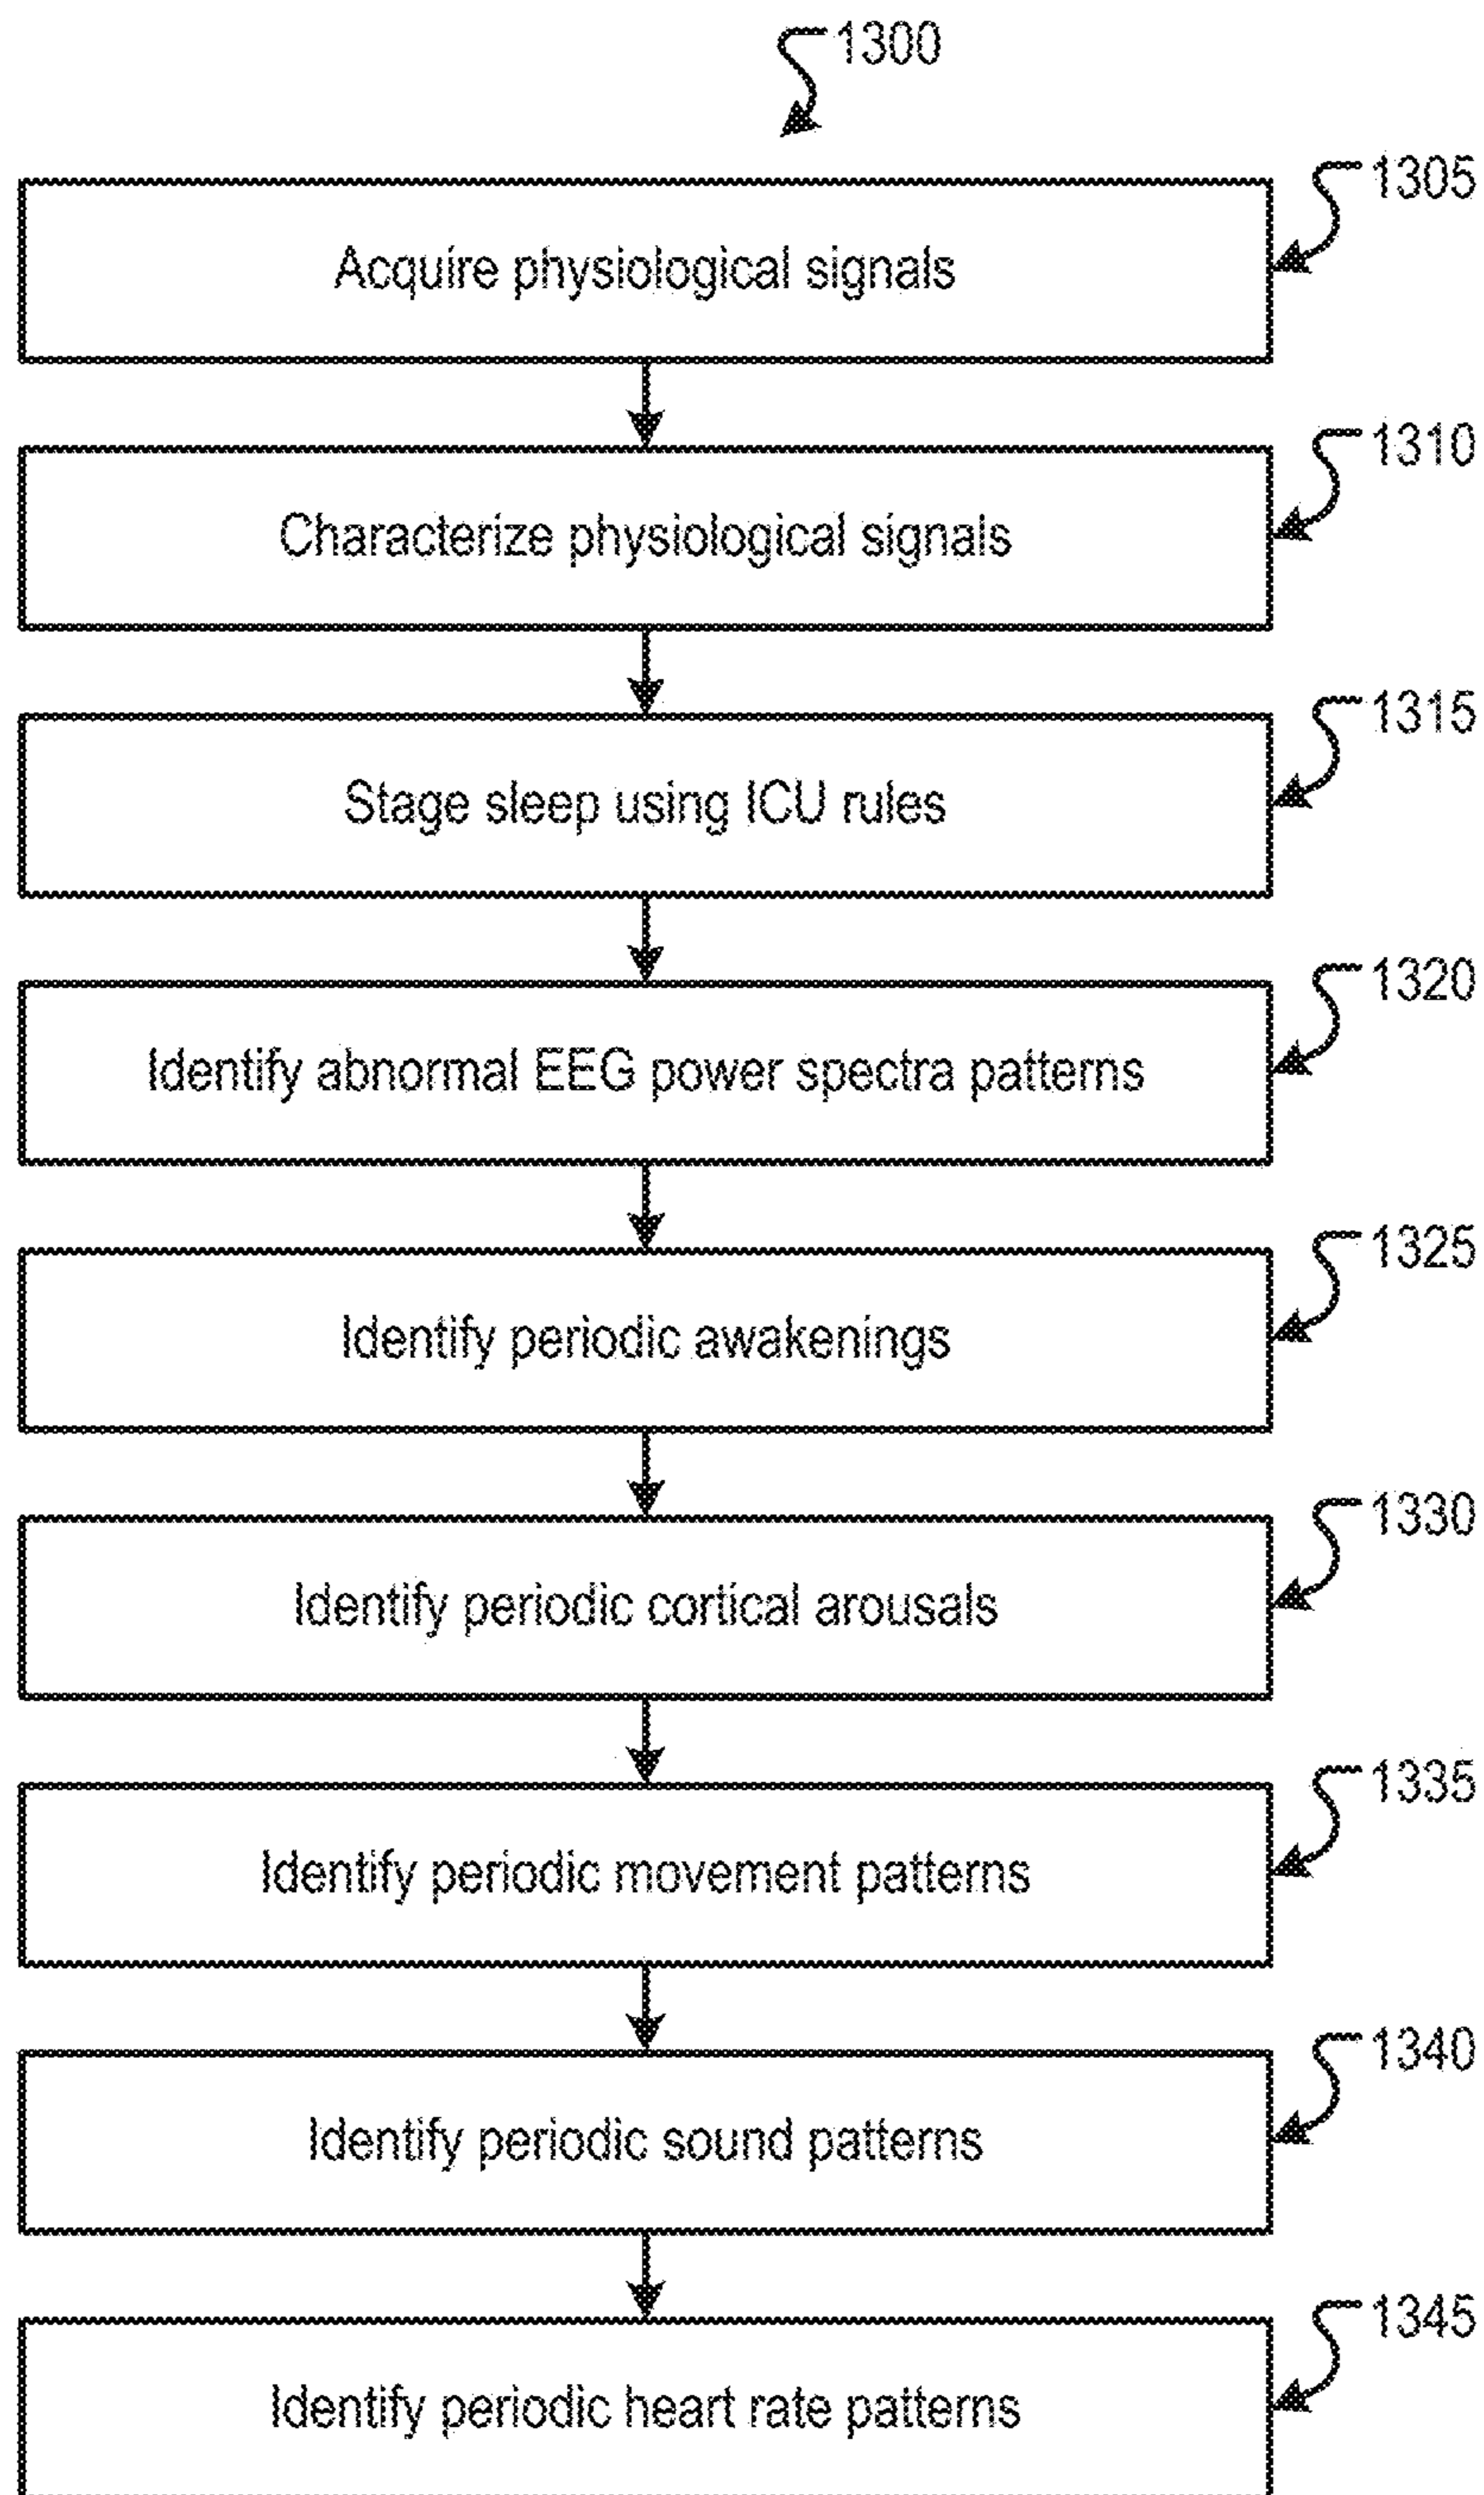 1300
1305
Acquire physiological signals
1310
Characterize physiological signals
1315
Stage sleep using ICU rules
1320
Identify abnormal EEG power spectra patterns
1325
Identify periodic awakenings
1330
Identify periodic cortical arousals
1335
Identify periodic movement patterns
1340
Identify periodic sound patterns
1345
Identify periodic heart rate patterns